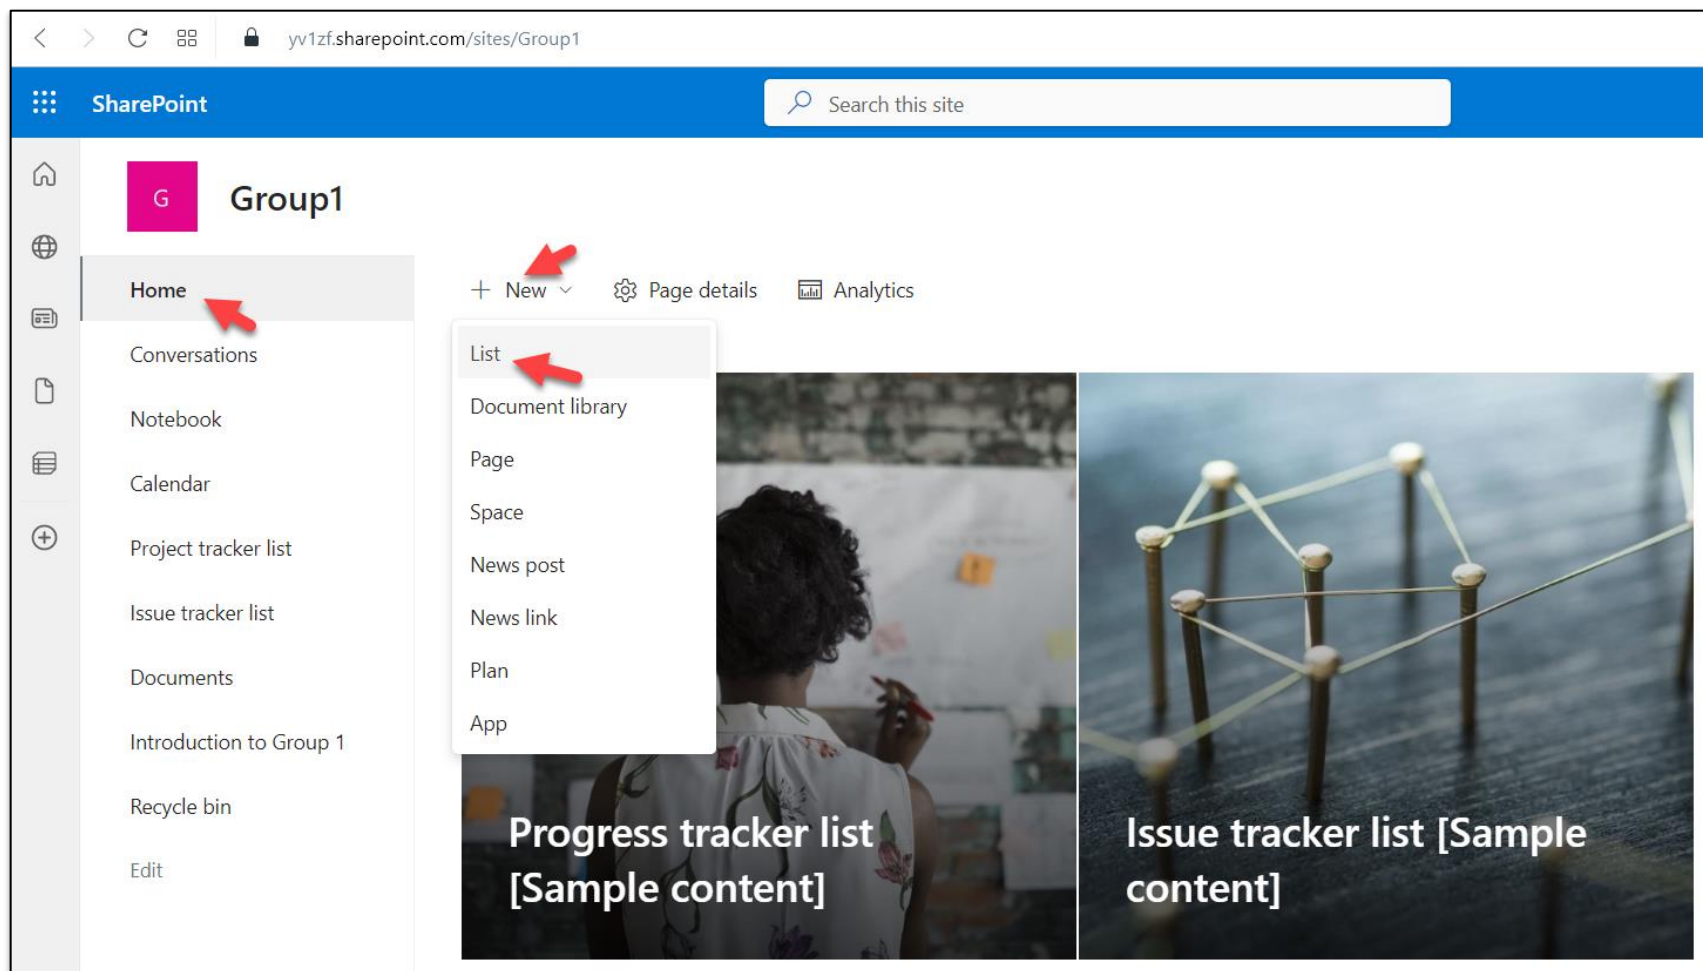 yv1zf.sharepoint.com/sites/Group1
SharePoint
Search this site
G
Group1
Home
Conversations
Notebook
Calendar
Project tracker list
Issue tracker list
Documents
Introduction to Group 1
Recycle bin
Edit
New
Page details
Analytics
List
Document library
Page
Space
News post
News link
Plan
App
Progress tracker list
[Sample content]
Issue tracker list [Sample
content]